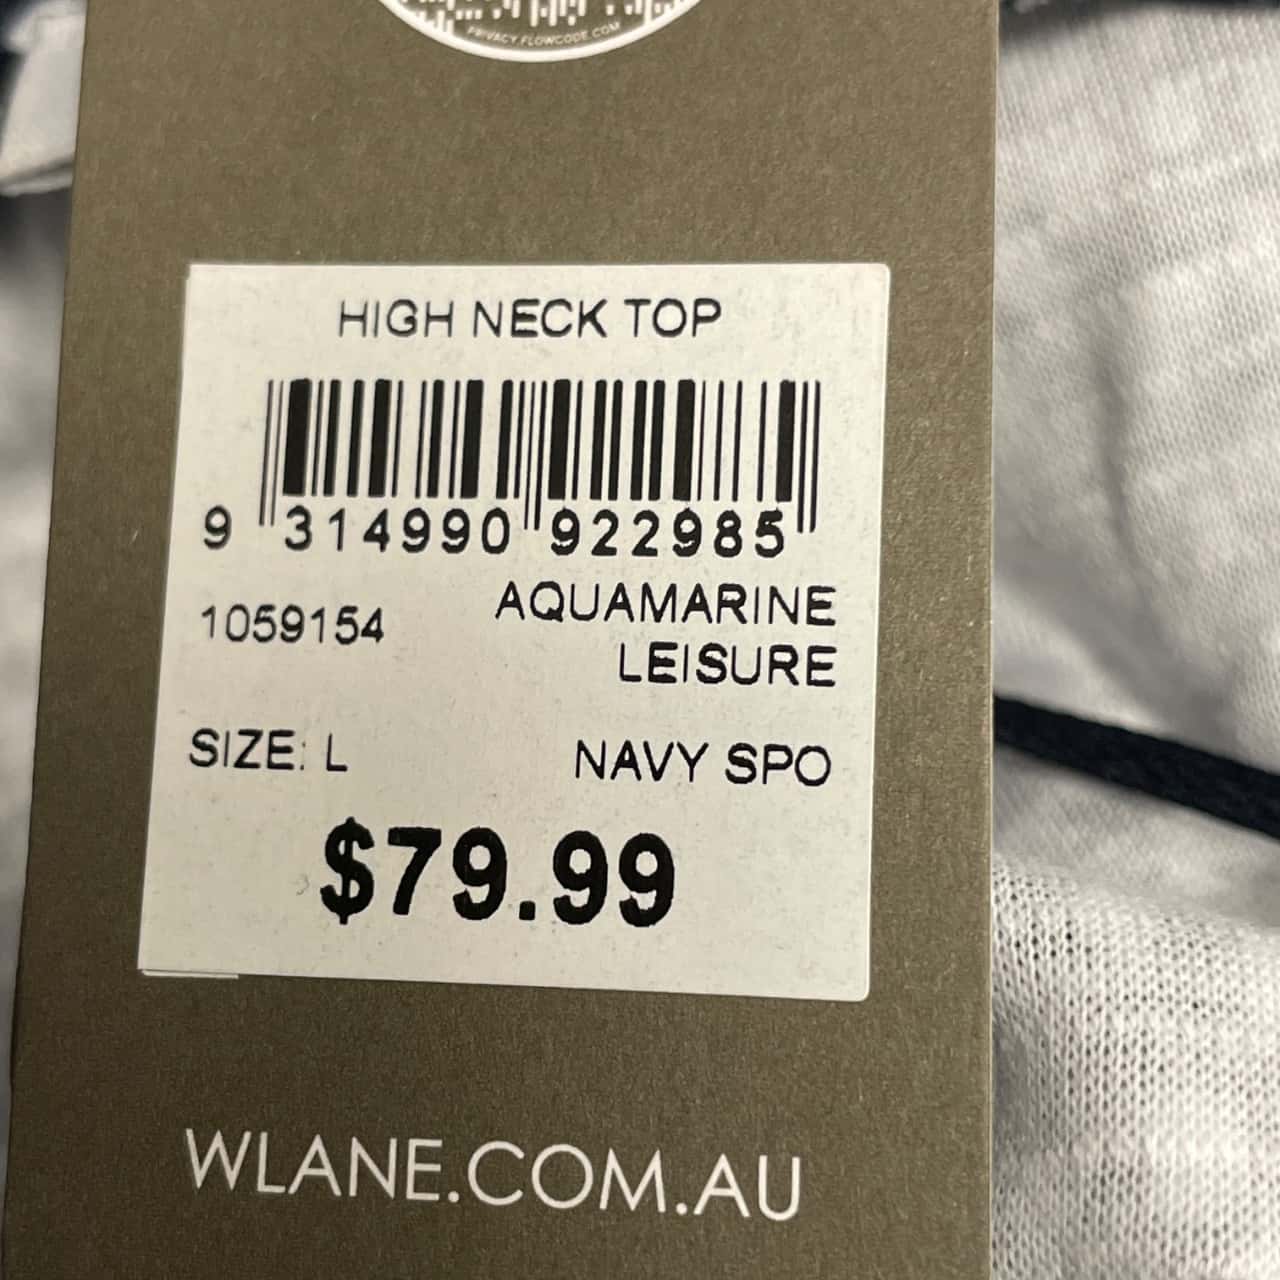 PRIVACY.FLOWCODE.COM
HIGH NECK TOP
9 314990 922985
1059154
AQUAMARINE
LEISURE
SIZE: L
NAVY SPO
$79.99
WLANE.COM.AU